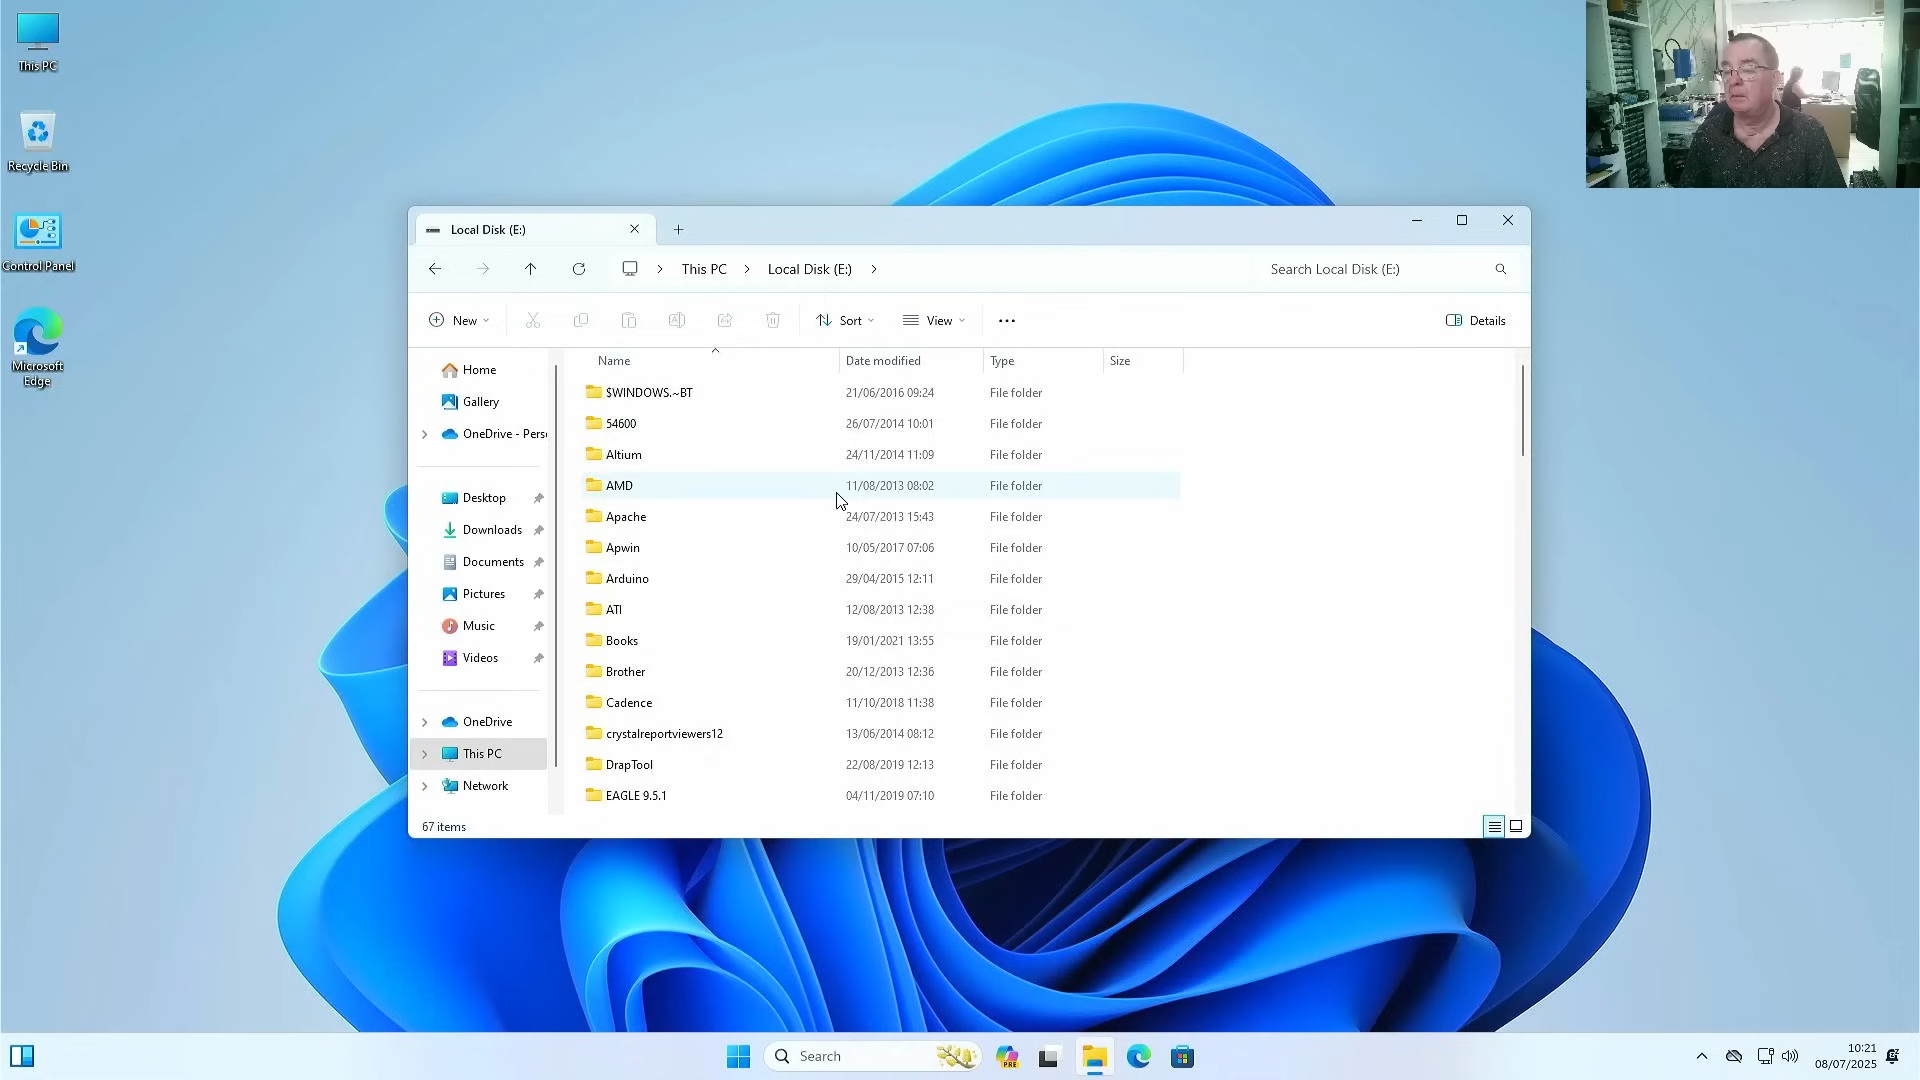 This PC
Recycle Bin
Control Panel
Microsoft
Edge
Local Disk (E:)
This PC
Local Disk (E:)
Search Local Disk (E:)
New
Sort
View
Details
Home
Gallery
OneDrive - Pers
Desktop
Downloads
Documents
Pictures
Music
Videos
OneDrive
This PC
Network
Name Date modified Type Size
$WINDOWS.~BT 21/06/2016 09:24 File folder
54600 26/07/2014 10:01 File folder
Altium 24/11/2014 11:09 File folder
AMD 11/08/2013 08:02 File folder
Apache 24/07/2013 15:43 File folder
Apwin 10/05/2017 07:06 File folder
Arduino 29/04/2015 12:11 File folder
ATI 12/08/2013 12:38 File folder
Books 19/01/2021 13:55 File folder
Brother 20/12/2013 12:36 File folder
Cadence 11/10/2018 11:38 File folder
crystalreportviewers12 13/06/2014 08:12 File folder
DrapTool 22/08/2019 12:13 File folder
EAGLE 9.5.1 04/11/2019 07:10 File folder
67 items
Search
PRE
10:21
08/07/2025